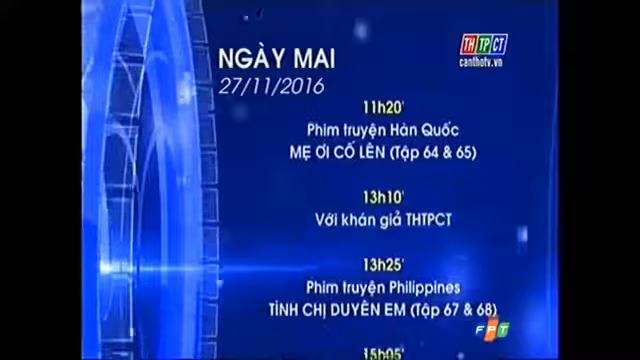 NGÀY MAI
27/11/2016
THTPCT
canthotv.vn
11h20'
Phim truyện Hàn Quốc
MẸ ƠI CỐ LÊN (Tập 64 & 65)
13h10'
Với khán giả THTPCT
13h25'
Phim truyện Philippines
TÌNH CHỊ DUYÊN EM (Tập 67 & 68)
FPT
15h05'